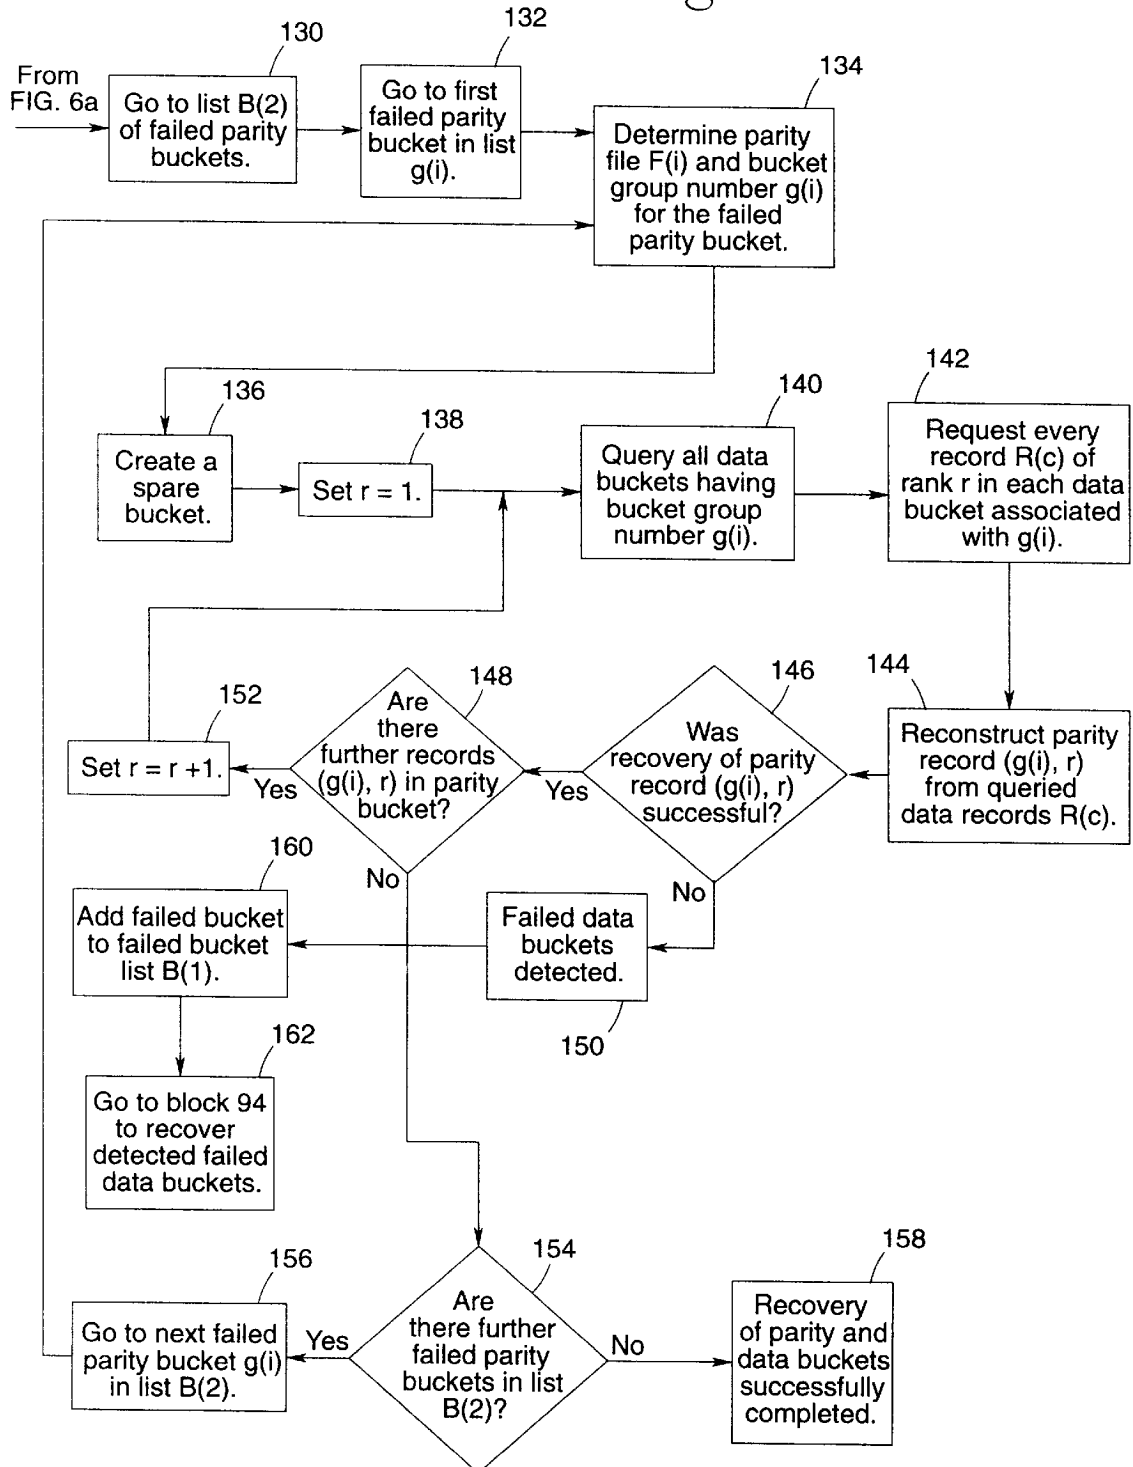 130
132
134
From
FIG. 6a
Go to list B(2)
of failed parity
buckets.
Go to first
failed parity
bucket in list
g(i).
Determine parity
file F(i) and bucket
group number g(i)
for the failed
parity bucket.
136
138
140
142
Create a
spare
bucket.
Set r = 1.
Query all data
buckets having
bucket group
number g(i).
Request every
record R(c) of
rank r in each data
bucket associated
with g(i).
144
146
148
152
Reconstruct parity
record (g(i), r)
from queried
data records R(c).
Was
recovery of parity
record (g(i), r)
successful?
Yes
No
Are
there
further records
(g(i), r) in parity
bucket?
Yes
No
Set r = r +1.
160
Add failed bucket
to failed bucket
list B(1).
Failed data
buckets
detected.
150
162
Go to block 94
to recover
detected failed
data buckets.
154
156
158
Are
there further
failed parity
buckets in list
B(2)?
Yes
No
Go to next failed
parity bucket g(i)
in list B(2).
Recovery
of parity and
data buckets
successfully
completed.